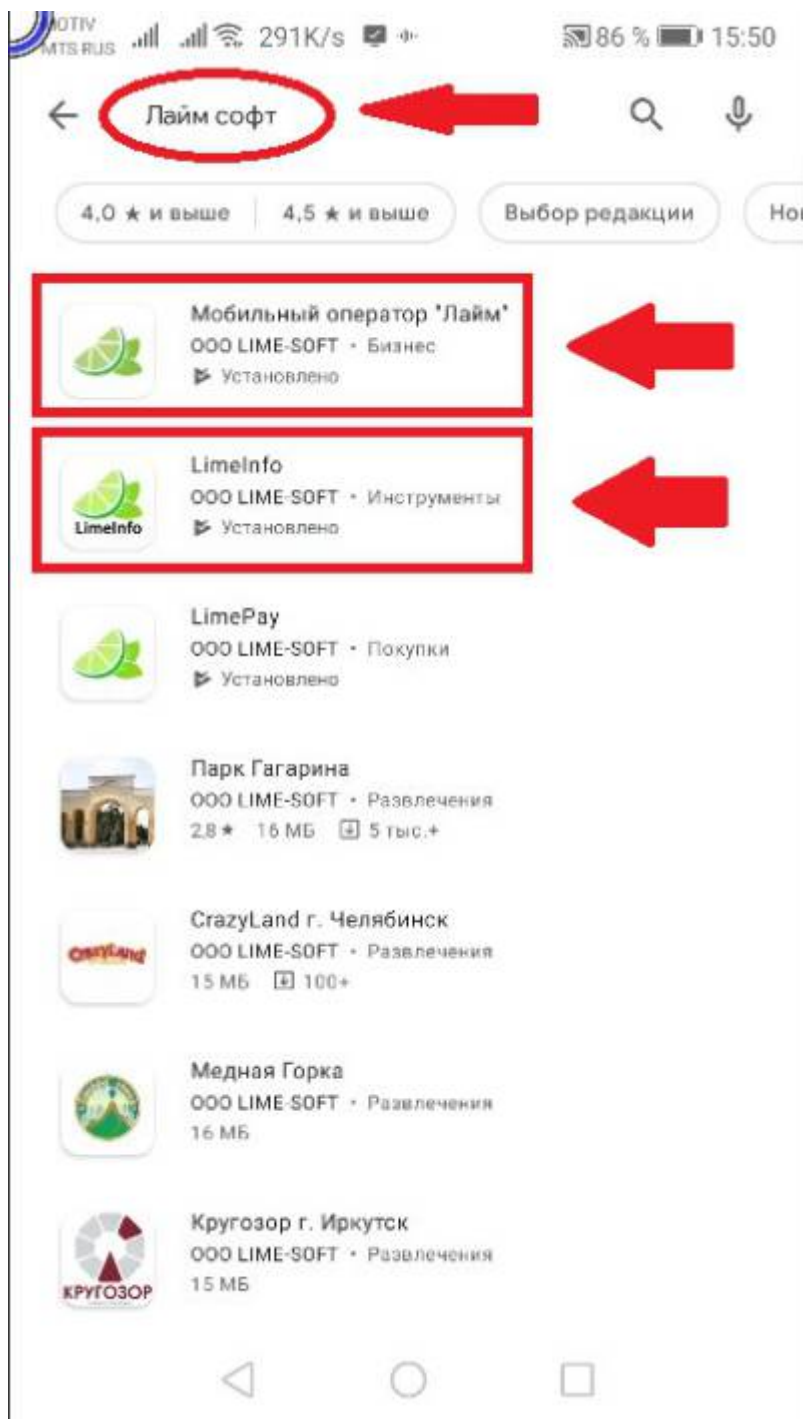 MOTIV
MTS RUS 291K/s 86 % 15:50
Лайм софт
4,0 ★ и выше 4,5 ★ и выше Выбор редакции Нов
Мобильный оператор "Лайм"
ООО LIME-SOFT • Бизнес
Установлено
LimeInfo
ООО LIME-SOFT • Инструменты
LimeInfo
Установлено
LimePay
ООО LIME-SOFT • Покупки
Установлено
Парк Гагарина
ООО LIME-SOFT • Развлечения
2,8 ★ 16 МБ 5 тыс.+
CrazyLand г. Челябинск
CrazyLand
ООО LIME-SOFT • Развлечения
15 МБ 100+
Медная Горка
ООО LIME-SOFT • Развлечения
16 МБ
Кругозор г. Иркутск
ООО LIME-SOFT • Развлечения
КРУГОЗОР
15 МБ